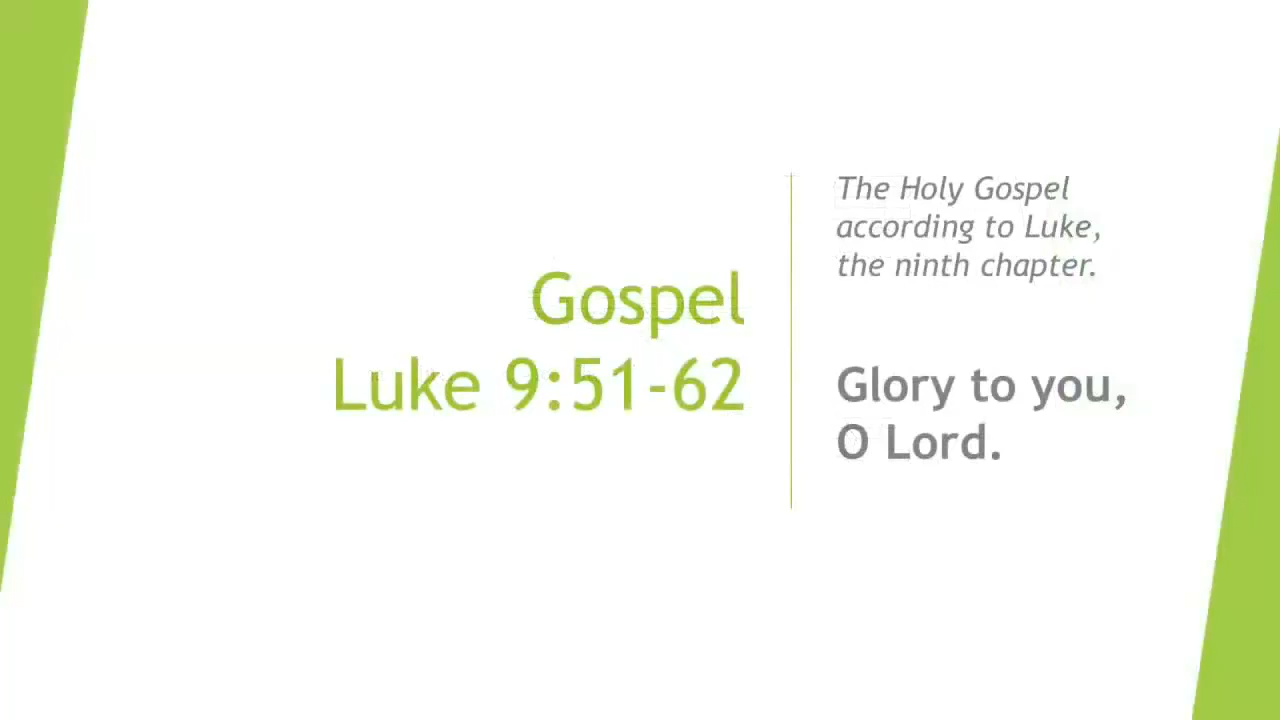 Gospel
Luke 9:51-62
The Holy Gospel
according to Luke,
the ninth chapter.
Glory to you,
O Lord.